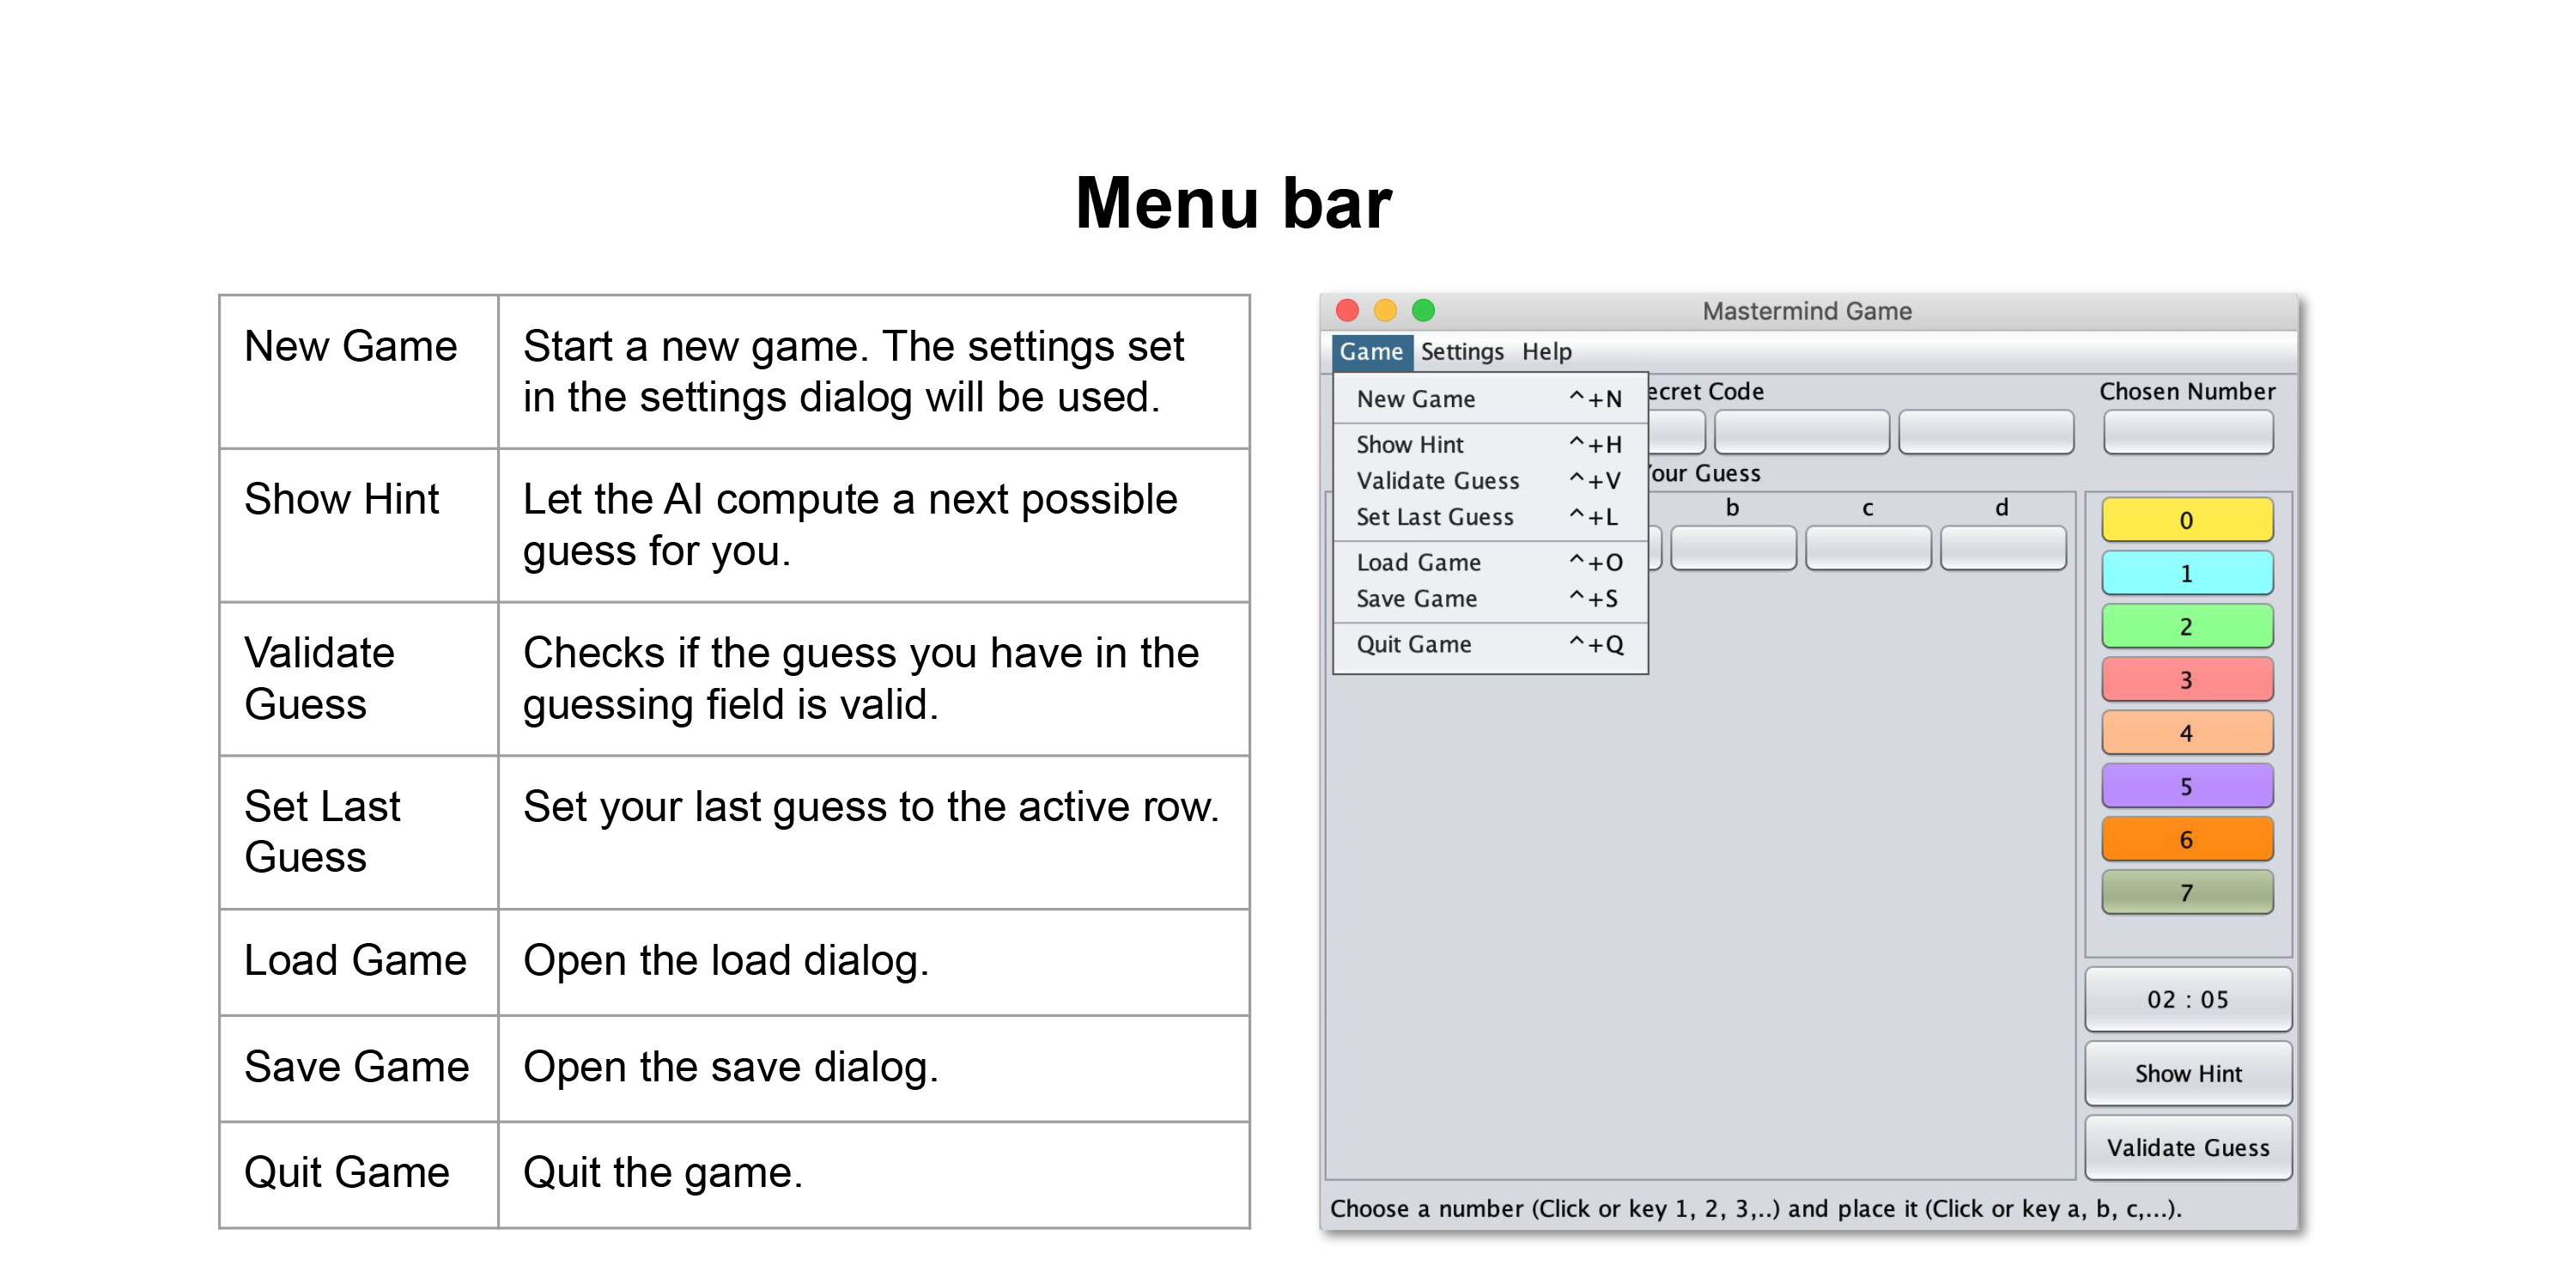 Menu bar
New Game
Start a new game. The settings set
in the settings dialog will be used.
Show Hint
Let the AI compute a next possible
guess for you.
Validate
Guess
Checks if the guess you have in the
guessing field is valid.
Set Last
Guess
Set your last guess to the active row.
Load Game
Open the load dialog.
Save Game
Open the save dialog.
Quit Game
Quit the game.
Mastermind Game
Game Settings Help
New Game ^+N
Show Hint ^+H
Validate Guess ^+V
Set Last Guess ^+L
Load Game ^+O
Save Game ^+S
Quit Game ^+Q
ecret Code
Chosen Number
our Guess
b c d
0
1
2
3
4
5
6
7
02 : 05
Show Hint
Validate Guess
Choose a number (Click or key 1, 2, 3,..) and place it (Click or key a, b, c,...).